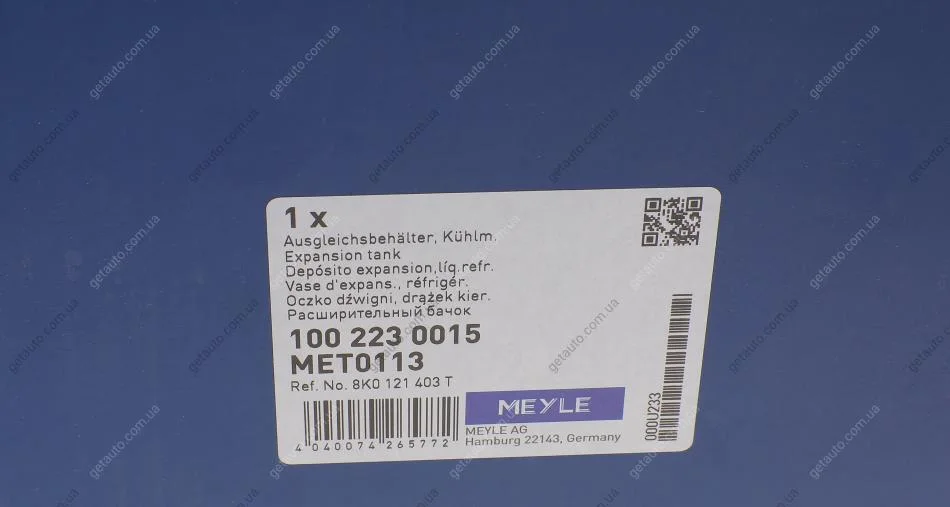 1 x
Ausgleichsbehälter, Kühlm.
Expansion tank
Depósito expansion,líq.refr.
Vase d'expans., réfrigér.
Oczko dźwigni, drążek kier.
Расширительный бачок
100 223 0015
MET0113
Ref. No. 8K0 121 403 T
MEYLE
MEYLE AG
Hamburg 22143, Germany
4 040074 265772
000U233
getauto.com.ua